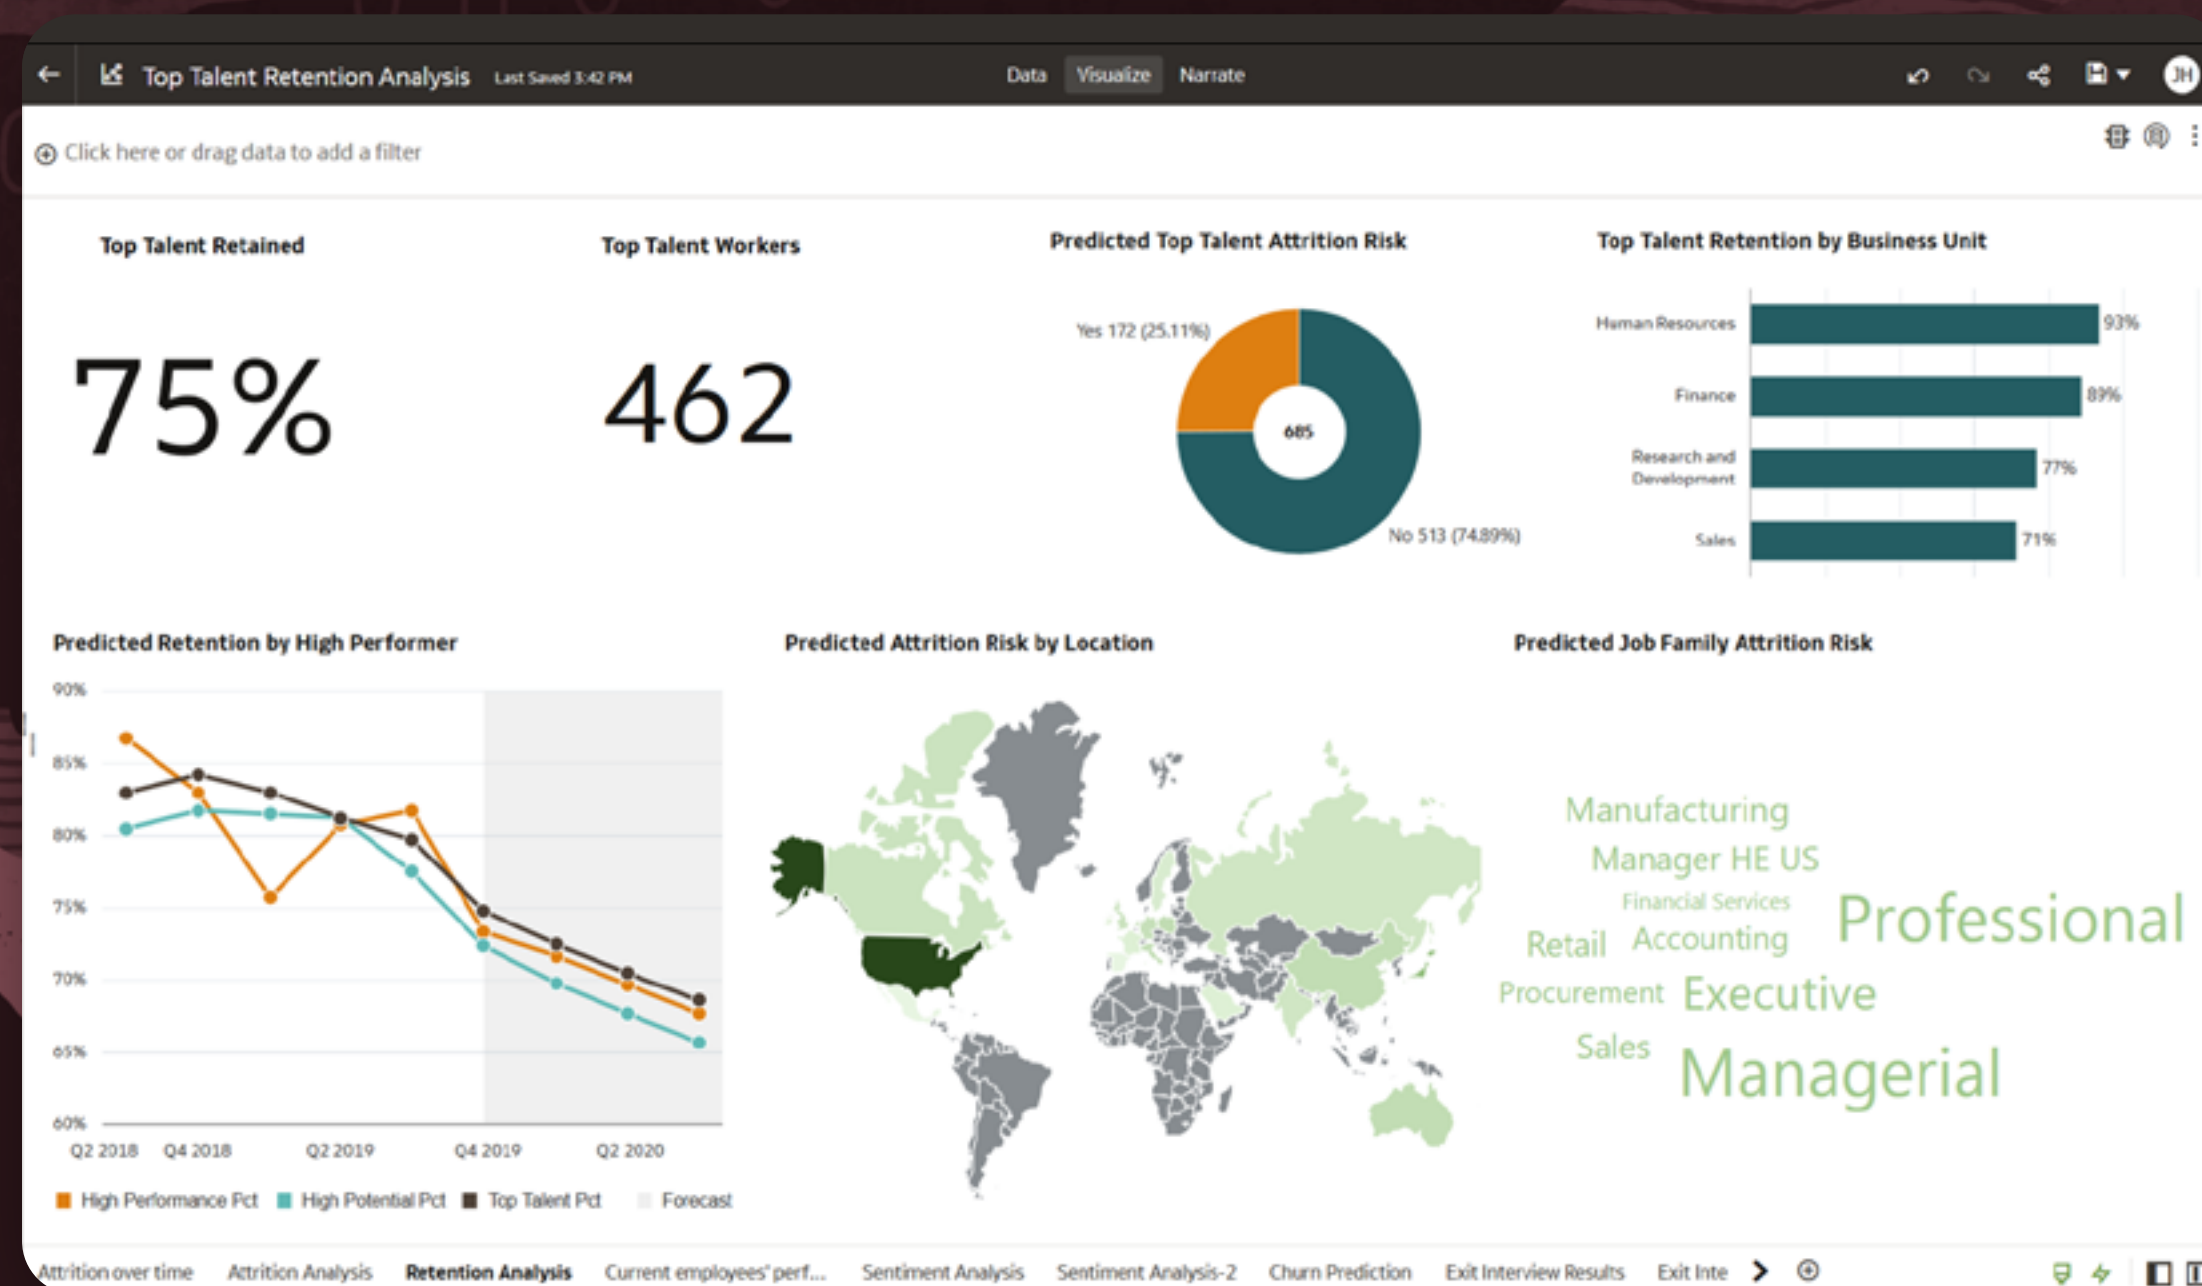 Top Talent Retention Analysis Last Saved 3:42 PM
Data Visualize Narrate
JH
Click here or drag data to add a filter
Top Talent Retained
75%
Top Talent Workers
462
Predicted Top Talent Attrition Risk
Yes 172 (25.11%)
685
No 513 (74.89%)
Top Talent Retention by Business Unit
Human Resources 93%
Finance 89%
Research and
Development
77%
Sales 71%
Predicted Retention by High Performer
90%
85%
80%
75%
70%
65%
60%
Q2 2018 Q4 2018 Q2 2019 Q4 2019 Q2 2020
High Performance Pct High Potential Pct Top Talent Pct Forecast
Predicted Attrition Risk by Location
Predicted Job Family Attrition Risk
Manufacturing
Manager HE US
Financial Services
Professional
Retail Accounting
Procurement Executive
Sales
Managerial
Attrition over time Attrition Analysis Retention Analysis Current employees' perf... Sentiment Analysis Sentiment Analysis-2 Churn Prediction Exit Interview Results Exit Inte